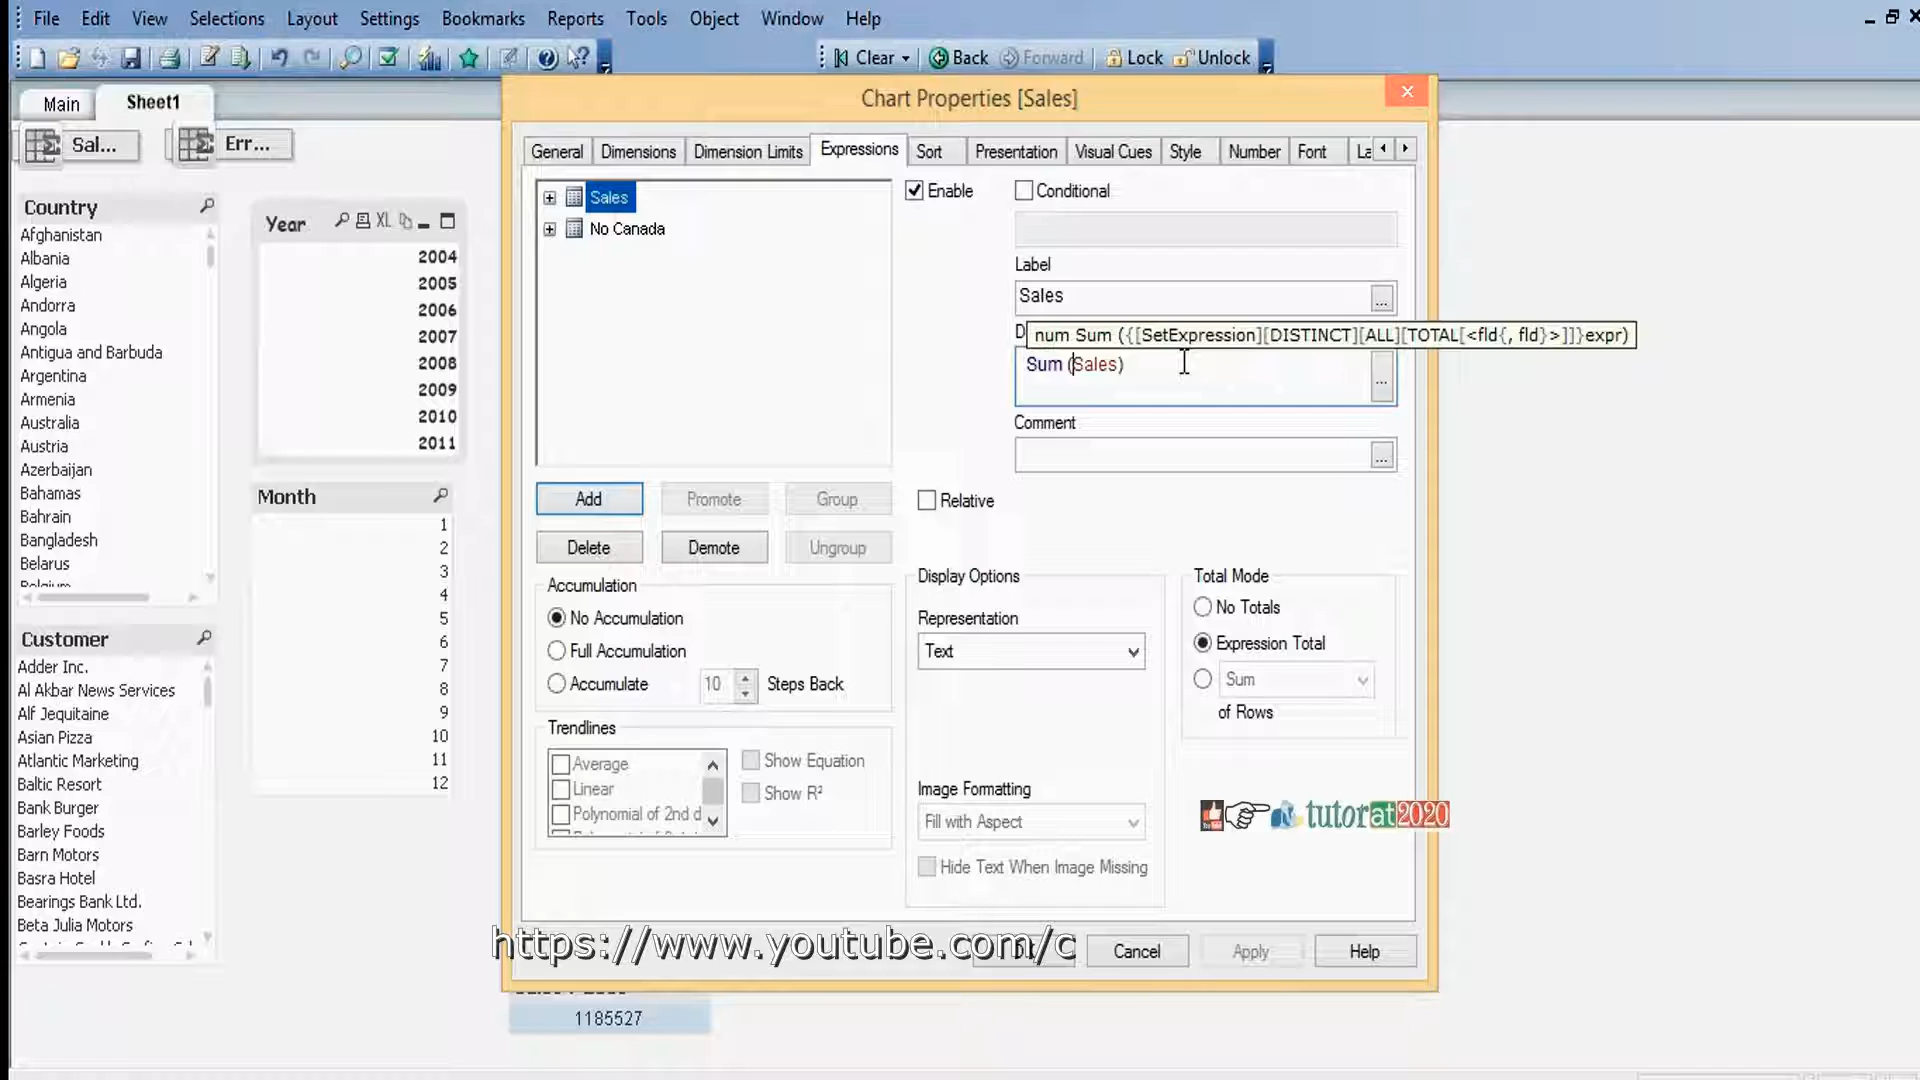 File Edit View Selections Layout Settings Bookmarks Reports Tools Object Window Help
Clear Back Forward Lock Unlock
Main Sheet1
Sal... Err...
Chart Properties [Sales]
General Dimensions Dimension Limits Expressions Sort Presentation Visual Cues Style Number Font La
Country
Afghanistan
Albania
Algeria
Andorra
Angola
Antigua and Barbuda
Argentina
Armenia
Australia
Austria
Azerbaijan
Bahamas
Bahrain
Bangladesh
Belarus
Belgium
Customer
Adder Inc.
Al Akbar News Services
Alf Jequitaine
Asian Pizza
Atlantic Marketing
Baltic Resort
Bank Burger
Barley Foods
Barn Motors
Basra Hotel
Bearings Bank Ltd.
Beta Julia Motors
Year XL
2004
2005
2006
2007
2008
2009
2010
2011
Month
1
2
3
4
5
6
7
8
9
10
11
12
Sales
No Canada
Enable Conditional
Label
Sales
...
D
num Sum ({[SetExpression][DISTINCT][ALL][TOTAL[<fld{, fld}>]]}expr)
Sum (Sales)
...
Comment
...
Add Promote Group
Delete Demote Ungroup
Relative
Accumulation
No Accumulation
Full Accumulation
Accumulate 10 Steps Back
Trendlines
Average
Linear
Polynomial of 2nd d
Show Equation
Show R²
Display Options
Representation
Text
Image Formatting
Fill with Aspect
Hide Text When Image Missing
Total Mode
No Totals
Expression Total
Sum
of Rows
tutorat2020
https://www.youtube.com/c
OK Cancel Apply Help
1185527